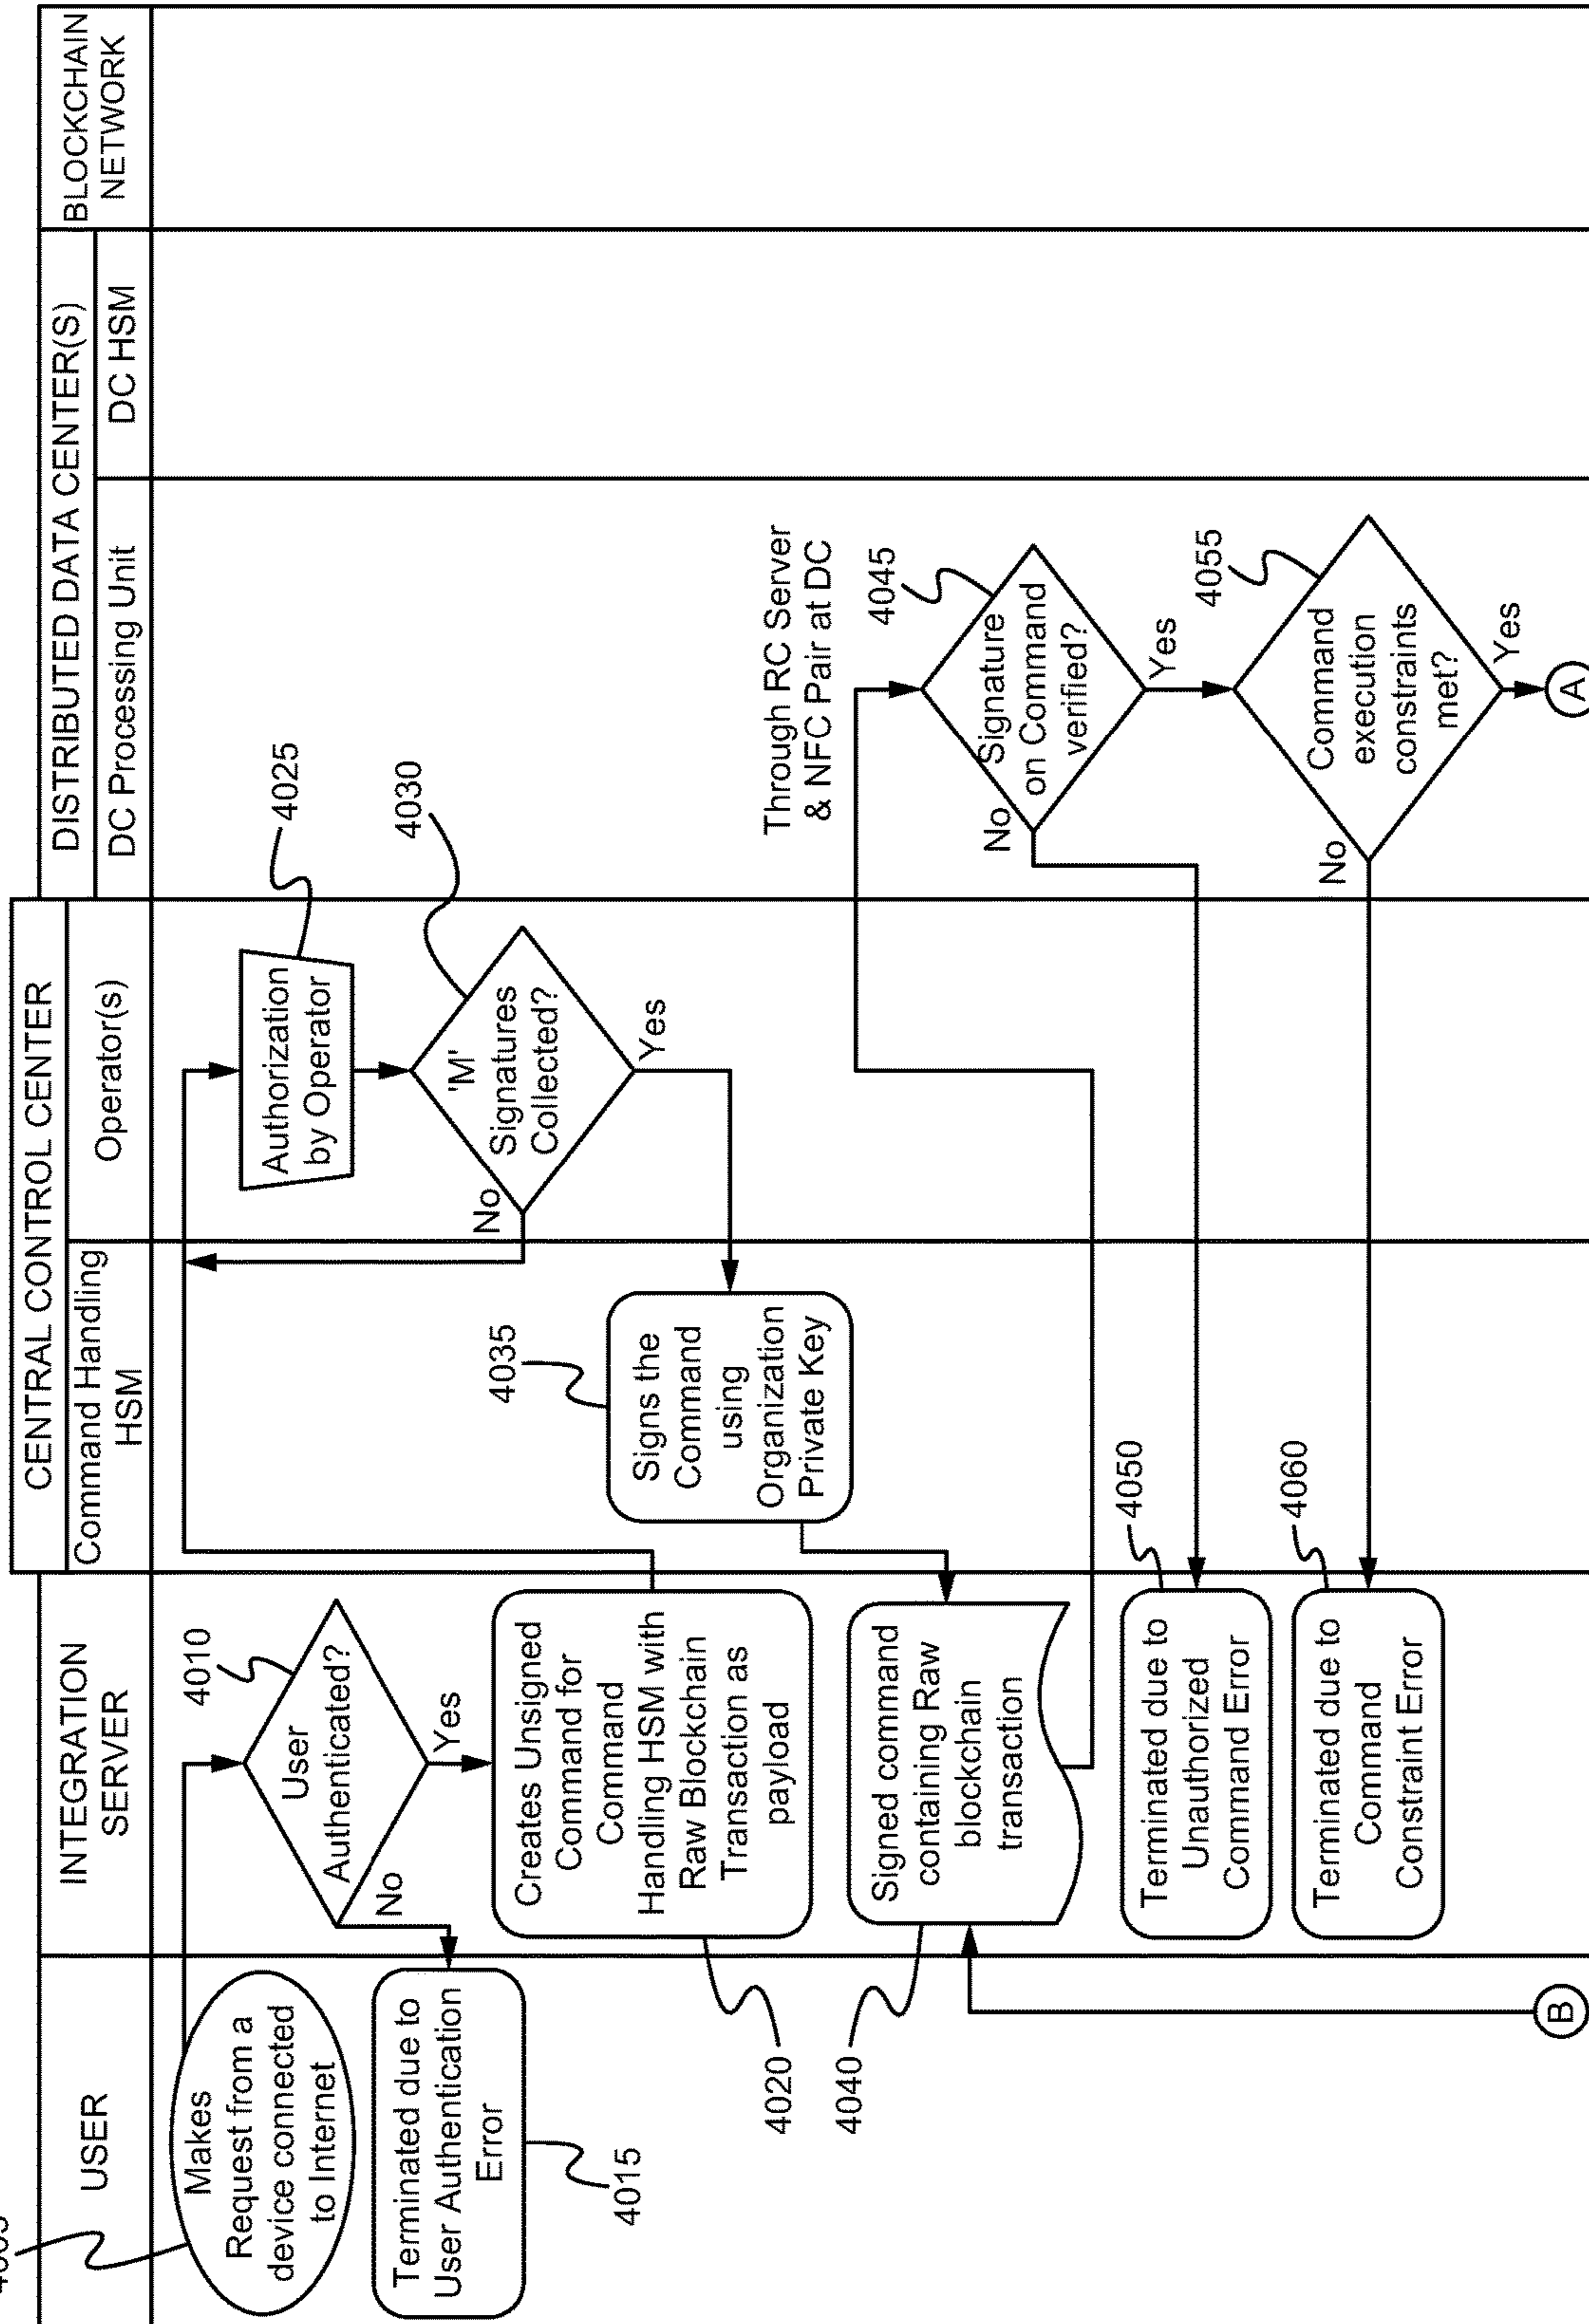 USER
INTEGRATION
SERVER
CENTRAL CONTROL CENTER
Command Handling
HSM
Operator(s)
DISTRIBUTED DATA CENTER(S)
DC Processing Unit
DC HSM
BLOCKCHAIN
NETWORK
Makes
Request from a
device connected
to Internet
4010
User
Authenticated?
No
Yes
Terminated due to
User Authentication
Error
4015
Creates Unsigned
Command for
Command
Handling HSM with
Raw Blockchain
Transaction as
payload
4020
Authorization
by Operator
4025
4030
'M'
Signatures
Collected?
No
Yes
4035
Signs the
Command
using
Organization
Private Key
4040
Signed command
containing Raw
blockchain
transaction
Through RC Server
& NFC Pair at DC
4045
Signature
on Command
verified?
No
Yes
4050
Terminated due to
Unauthorized
Command Error
4055
Command
execution
constraints
met?
No
Yes
4060
Terminated due to
Command
Constraint Error
A
B